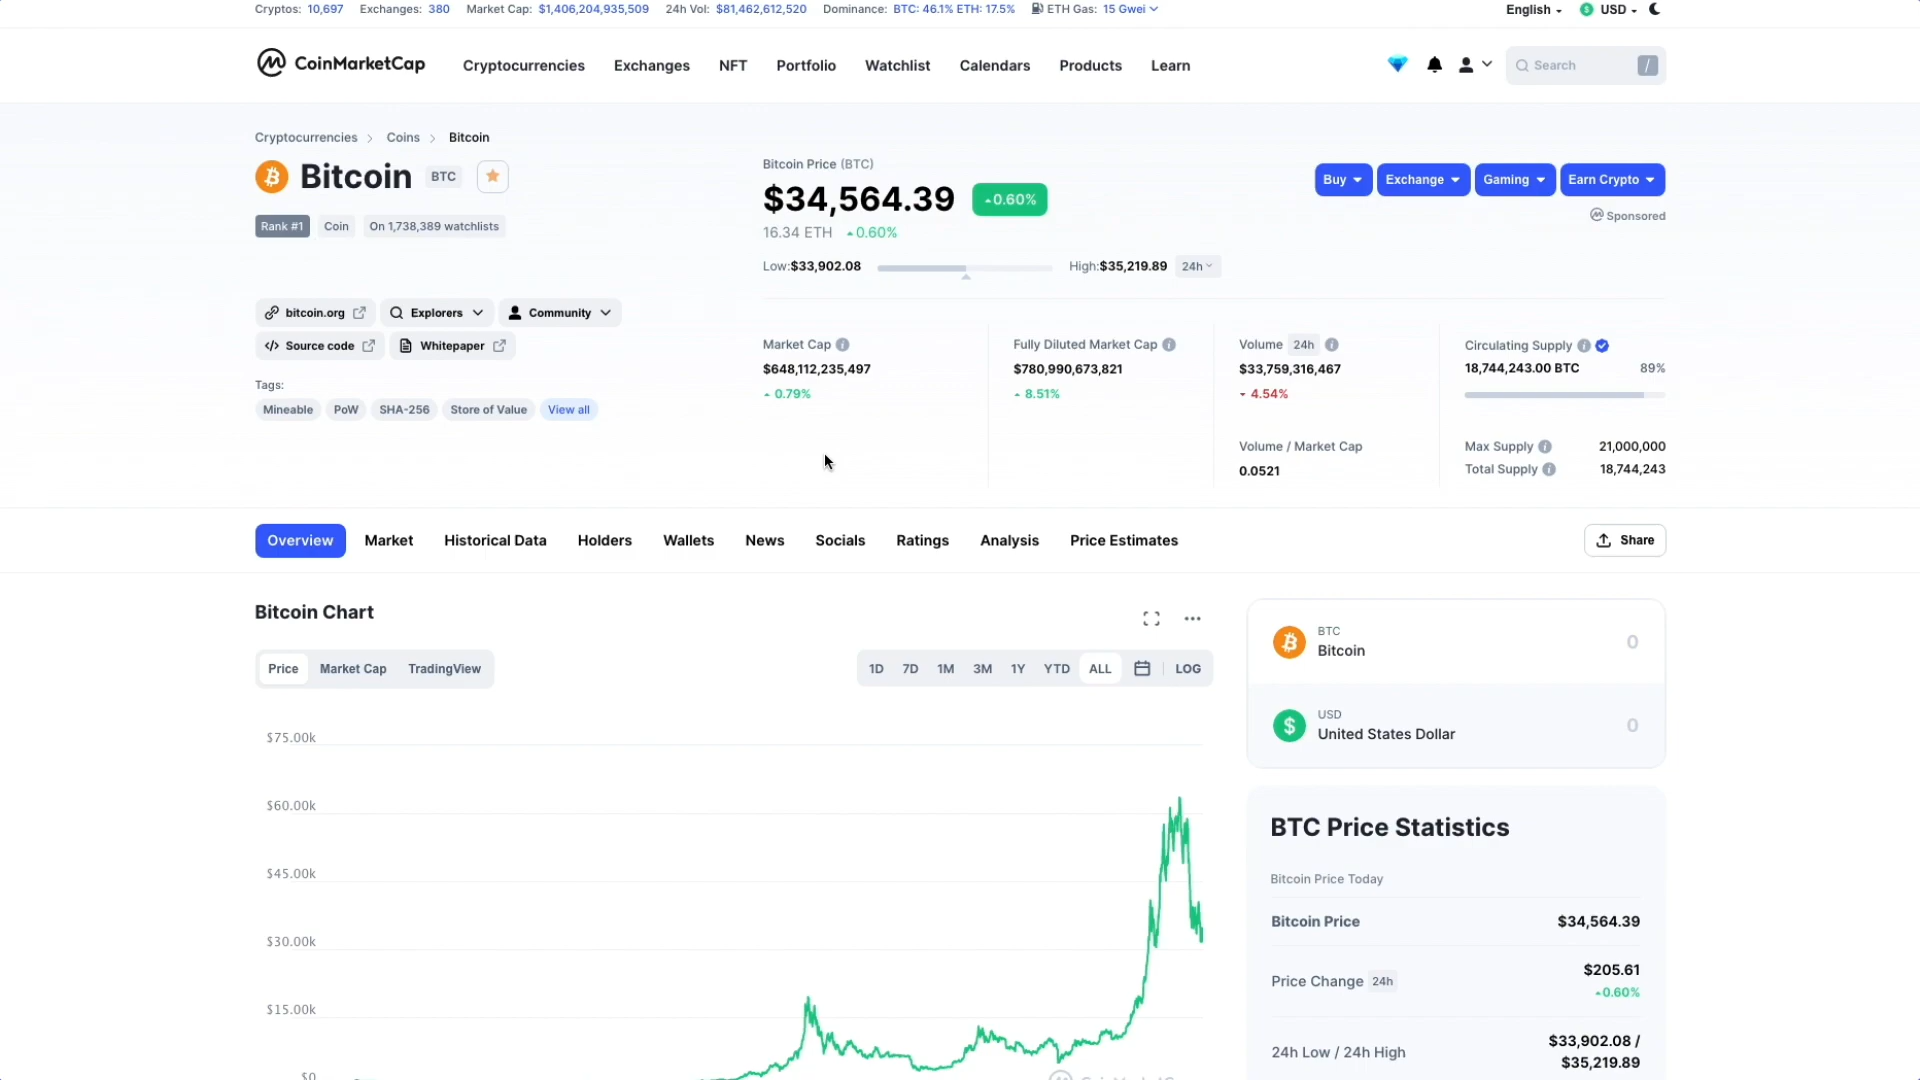 Cryptos: 10,697 Exchanges: 380 Market Cap: $1,406,204,935,509 24h Vol: $81,462,612,520 Dominance: BTC: 46.1% ETH: 17.5% ETH Gas: 15 Gwei English USD
CoinMarketCap Cryptocurrencies Exchanges NFT Portfolio Watchlist Calendars Products Learn Search /
Cryptocurrencies > Coins > Bitcoin
Bitcoin BTC
Rank #1 Coin On 1,738,389 watchlists
bitcoin.org Explorers Community
Source code Whitepaper
Tags:
Mineable PoW SHA-256 Store of Value View all
Bitcoin Price (BTC)
$34,564.39 0.60%
16.34 ETH 0.60%
Low:$33,902.08 High:$35,219.89 24h
Buy Exchange Gaming Earn Crypto
Sponsored
Market Cap
$648,112,235,497
0.79%
Fully Diluted Market Cap
$780,990,673,821
8.51%
Volume 24h
$33,759,316,467
4.54%
Volume / Market Cap
0.0521
Circulating Supply
18,744,243.00 BTC 89%
Max Supply 21,000,000
Total Supply 18,744,243
Overview Market Historical Data Holders Wallets News Socials Ratings Analysis Price Estimates Share
Bitcoin Chart
Price Market Cap TradingView 1D 7D 1M 3M 1Y YTD ALL LOG
$75.00k
$60.00k
$45.00k
$30.00k
$15.00k
$0
BTC
Bitcoin 0
USD
United States Dollar 0
BTC Price Statistics
Bitcoin Price Today
Bitcoin Price $34,564.39
Price Change 24h $205.61
0.60%
24h Low / 24h High $33,902.08 /
$35,219.89